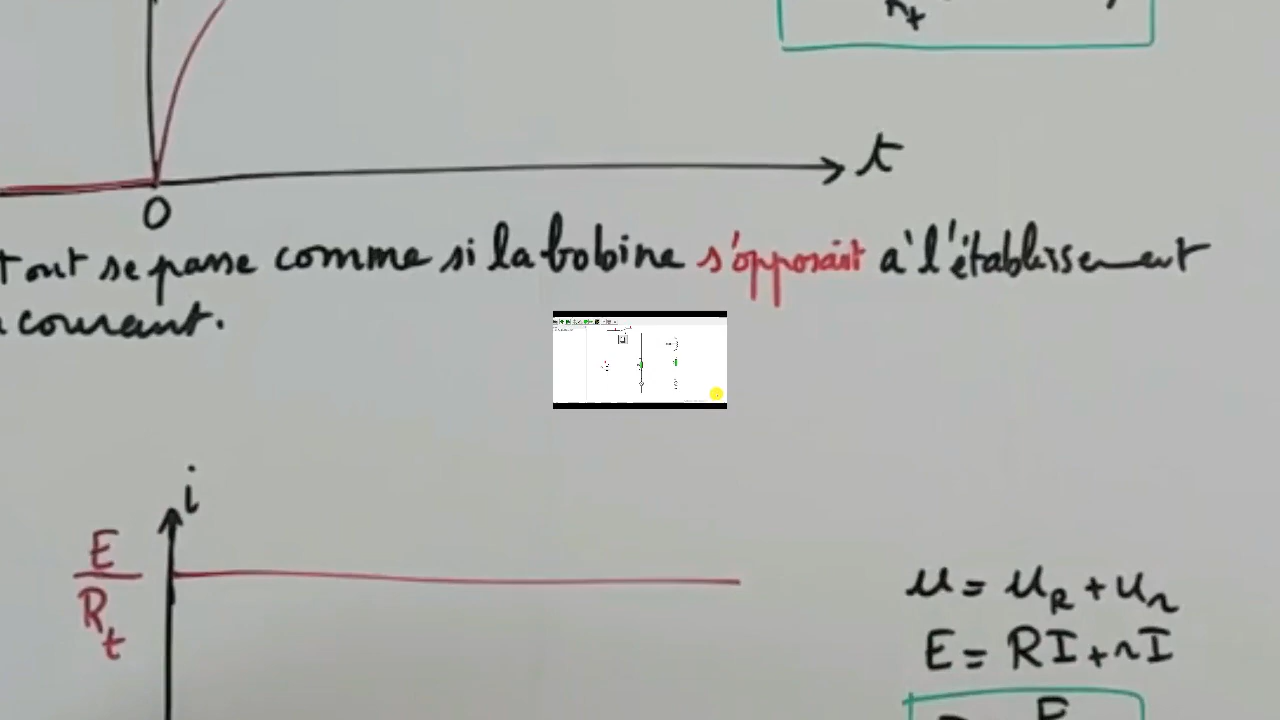 R_t
t
0
Tout se passe comme si la bobine s'opposait à l'établissement
courant.
i
E
R_t
u = u_R + u_r
E = RI + rI
E